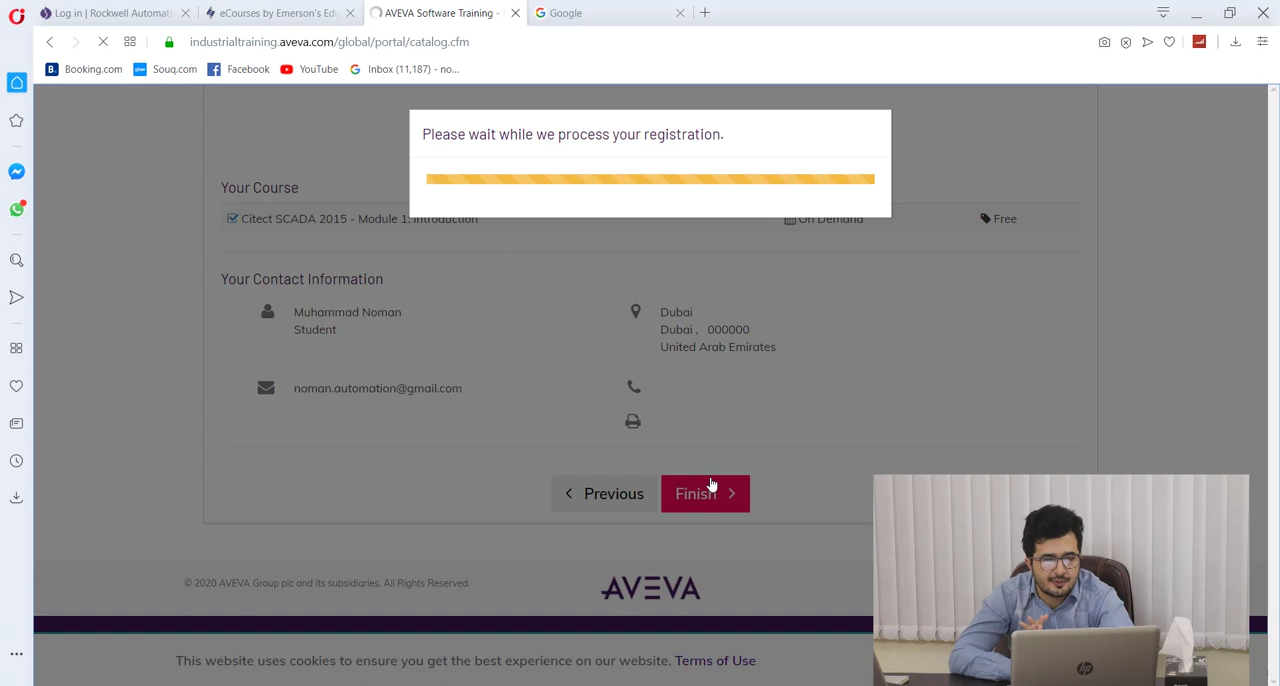 Log in | Rockwell Automati
eCourses by Emerson's Edu
AVEVA Software Training -
Google
industrialtraining.aveva.com/global/portal/catalog.cfm
Booking.com
Souq.com
Facebook
YouTube
Inbox (11,187) - no...
Please wait while we process your registration.
Your Course
Citect SCADA 2015 - Module 1: Introduction
On Demand
Free
Your Contact Information
Muhammad Noman
Student
Dubai
Dubai , 000000
United Arab Emirates
noman.automation@gmail.com
Previous
Finish
© 2020 AVEVA Group plc and its subsidiaries. All Rights Reserved.
AVEVA
This website uses cookies to ensure you get the best experience on our website. Terms of Use
hp